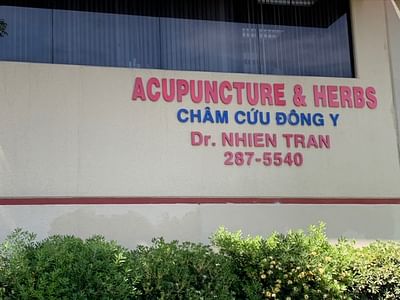 ACUPUNCTURE & HERBS
CHÂM CỨU ĐÔNG Y
Dr. NHIEN TRAN
287-5540